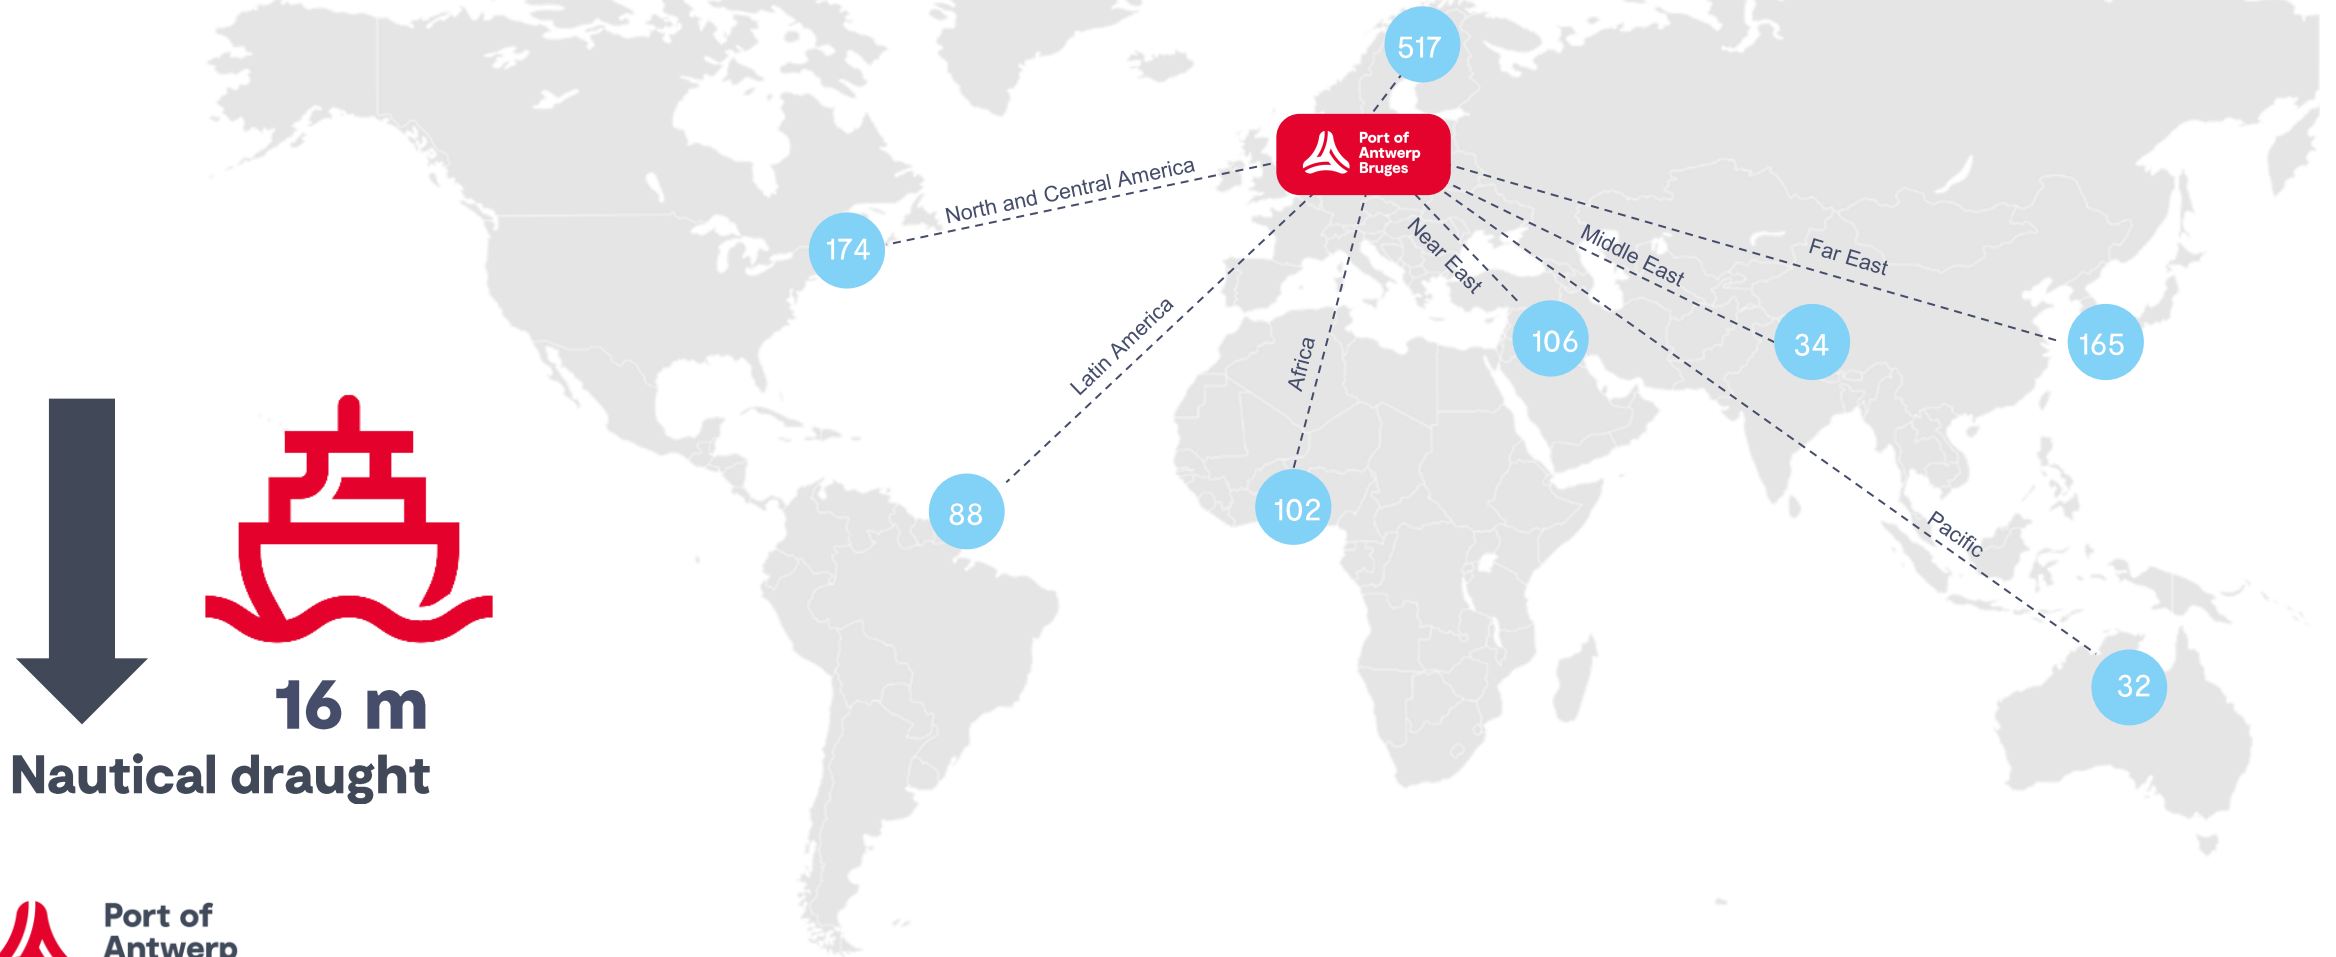 517
Port of
Antwerp
Bruges
North and Central America
174
Latin America
88
Africa
102
Near East
106
Middle East
34
Far East
165
Pacific
32
16 m
Nautical draught
Port of
Antwerp